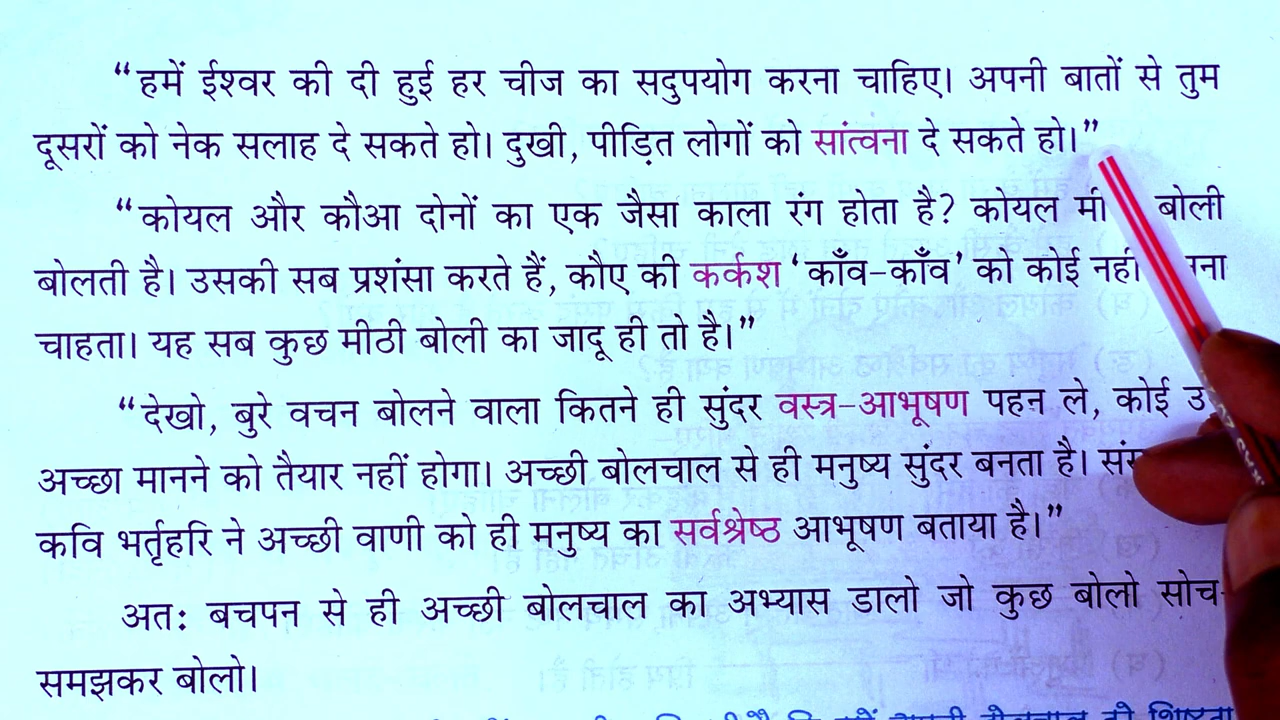 “हमें ईश्वर की दी हुई हर चीज का सदुपयोग करना चाहिए। अपनी बातों से तुम
दूसरों को नेक सलाह दे सकते हो। दुखी, पीड़ित लोगों को सांत्वना दे सकते हो।”
“कोयल और कौआ दोनों का एक जैसा काला रंग होता है? कोयल बोली
बोलती है। उसकी सब प्रशंसा करते हैं, कौए की कर्कश ‘काँव-काँव’ को कोई
चाहता। यह सब कुछ मीठी बोली का जादू ही तो है।”
“देखो, बुरे वचन बोलने वाला कितने ही सुंदर वस्त्र-आभूषण पहन ले, कोई
अच्छा मानने को तैयार नहीं होगा। अच्छी बोलचाल से ही मनुष्य सुंदर बनता है।
कवि भर्तृहरि ने अच्छी वाणी को ही मनुष्य का सर्वश्रेष्ठ आभूषण बताया है।”
अतः बचपन से ही अच्छी बोलचाल का अभ्यास डालो जो कुछ बोलो सोच-
समझकर बोलो।